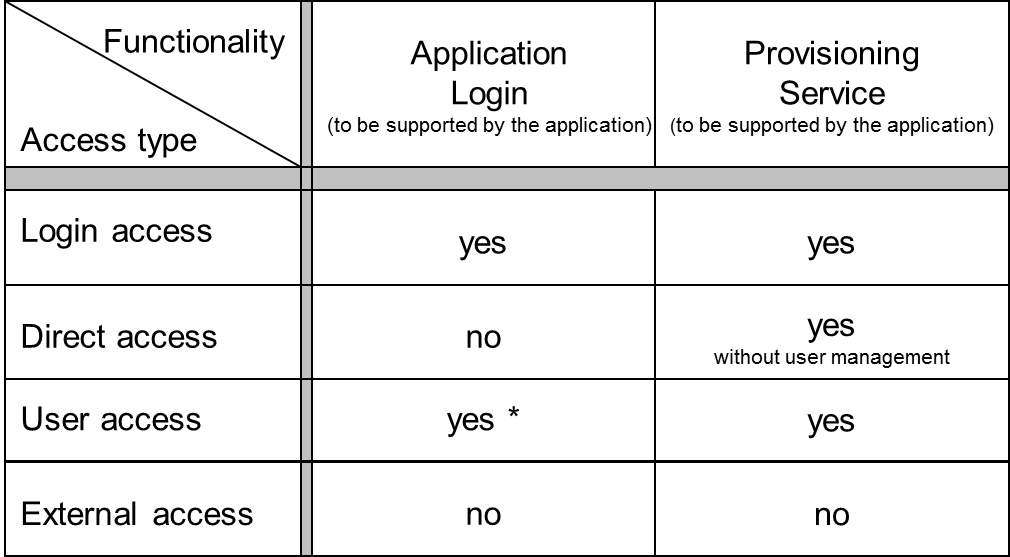 Functionality
Access type
Application
Login
(to be supported by the application)
Provisioning
Service
(to be supported by the application)
Login access
yes
yes
Direct access
no
yes
without user management
User access
yes *
yes
External access
no
no